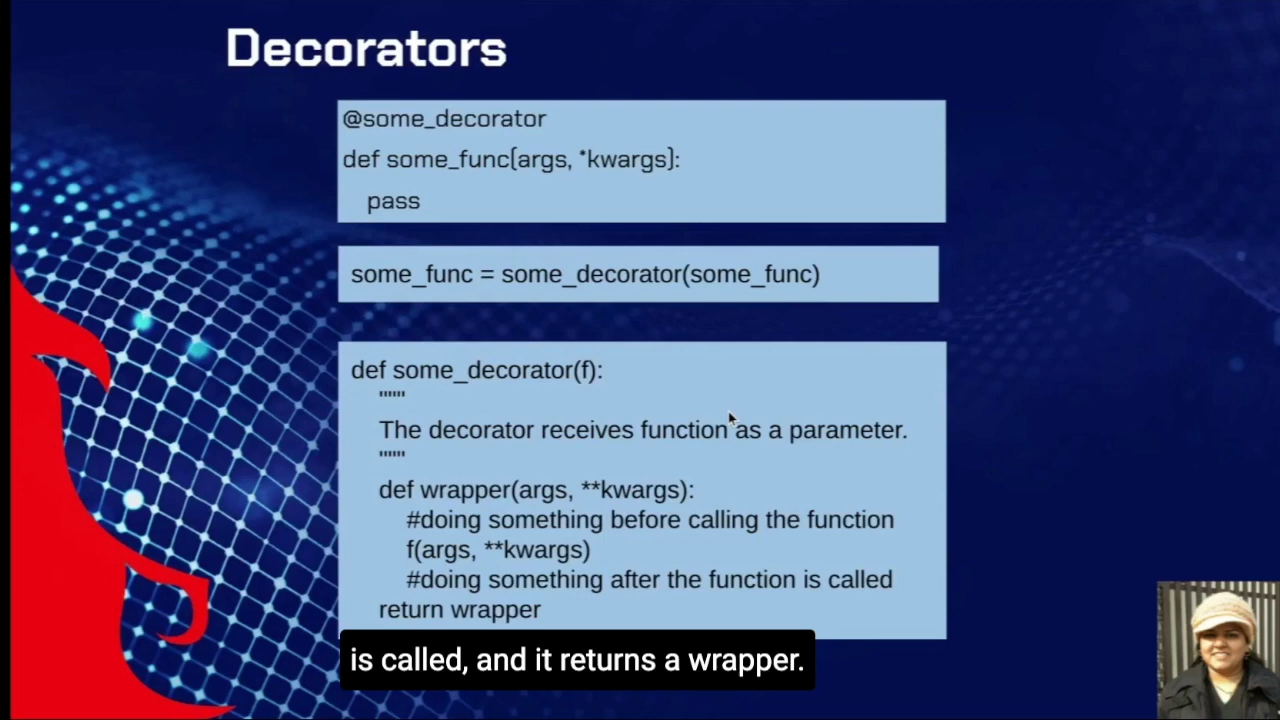 Decorators
@some_decorator
def some_func(args, *kwargs):
pass
some_func = some_decorator(some_func)
def some_decorator(f):
"""
The decorator receives function as a parameter.
"""
def wrapper(args, **kwargs):
#doing something before calling the function
f(args, **kwargs)
#doing something after the function is called
return wrapper
is called, and it returns a wrapper.